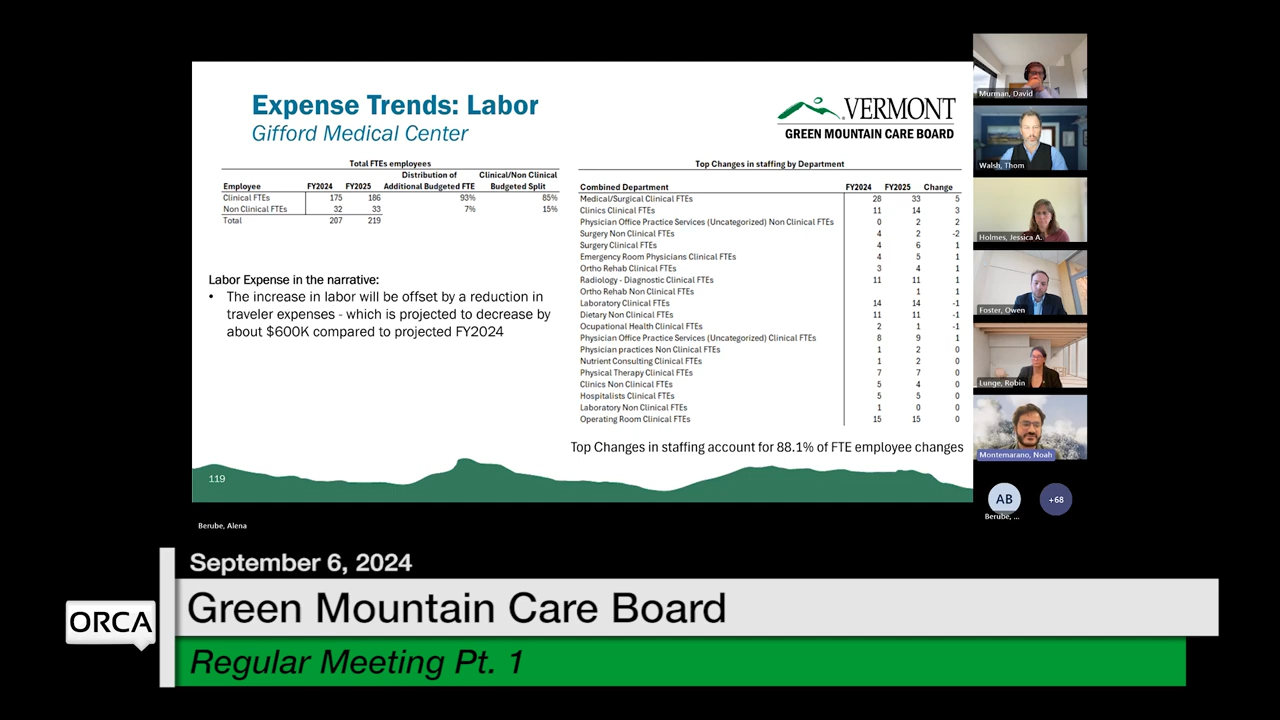 Expense Trends: Labor
Gifford Medical Center
VERMONT
GREEN MOUNTAIN CARE BOARD
Total FTEs employees
Distribution of Clinical/Non Clinical
Employee FY2024 FY2025 Additional Budgeted FTE Budgeted Split
Clinical FTEs 175 186 93% 85%
Non Clinical FTEs 32 33 7% 15%
Total 207 219
Labor Expense in the narrative:
• The increase in labor will be offset by a reduction in
traveler expenses - which is projected to decrease by
about $600K compared to projected FY2024
Top Changes in staffing by Department
Combined Department FY2024 FY2025 Change
Medical/Surgical Clinical FTEs 28 33 5
Clinics Clinical FTEs 11 14 3
Physician Office Practice Services (Uncategorized) Non Clinical FTEs 0 2 2
Surgery Non Clinical FTEs 4 2 -2
Surgery Clinical FTEs 4 6 1
Emergency Room Physicians Clinical FTEs 4 5 1
Ortho Rehab Clinical FTEs 3 4 1
Radiology - Diagnostic Clinical FTEs 11 11 1
Ortho Rehab Non Clinical FTEs 1 1
Laboratory Clinical FTEs 14 14 -1
Dietary Non Clinical FTEs 11 11 -1
Ocupational Health Clinical FTEs 2 1 -1
Physician Office Practice Services (Uncategorized) Clinical FTEs 8 9 1
Physician practices Non Clinical FTEs 1 2 0
Nutrient Consulting Clinical FTEs 1 2 0
Physical Therapy Clinical FTEs 7 7 0
Clinics Non Clinical FTEs 5 4 0
Hospitalists Clinical FTEs 5 5 0
Laboratory Non Clinical FTEs 1 0 0
Operating Room Clinical FTEs 15 15 0
Top Changes in staffing account for 88.1% of FTE employee changes
119
Murman, David
Walsh, Thom
Holmes, Jessica A.
Foster, Owen
Lunge, Robin
Montemarano, Noah
AB
Berube, ...
+68
Berube, Alena
September 6, 2024
ORCA
Green Mountain Care Board
Regular Meeting Pt. 1